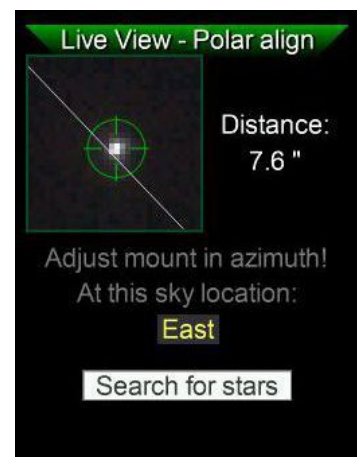 Live View - Polar align
Distance:
7.6 "
Adjust mount in azimuth!
At this sky location:
East
Search for stars